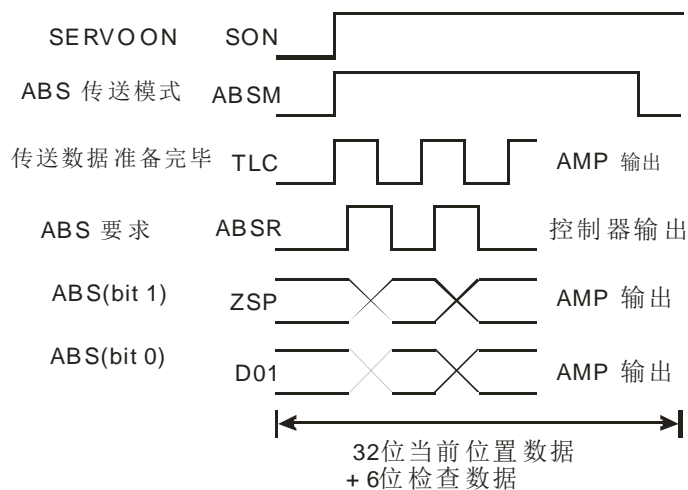 SERVOON SON
ABS 传送模式 ABSM
传送数据准备完毕 TLC AMP 输出
ABS 要求 ABSR 控制器输出
ABS(bit 1) ZSP AMP 输出
ABS(bit 0) D01 AMP 输出
32位当前位置数据
+ 6位检查数据